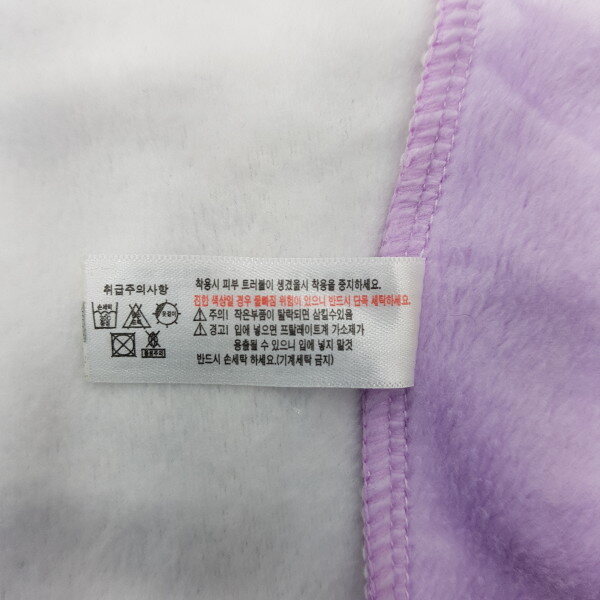 취급주의사항
손세탁
옷걸이
착용시 피부 트러블이 생겼을시 착용을 중지하세요.
진한 색상일 경우 물빠짐 위험이 있으니 반드시 단독 세탁하세요.
주의! 작은부품이 탈락되면 삼킬수있음
경고! 입에 넣으면 프탈레이트계 가소제가
용출될 수 있으니 입에 넣지 말것
반드시 손세탁 하세요.(기계세탁 금지)